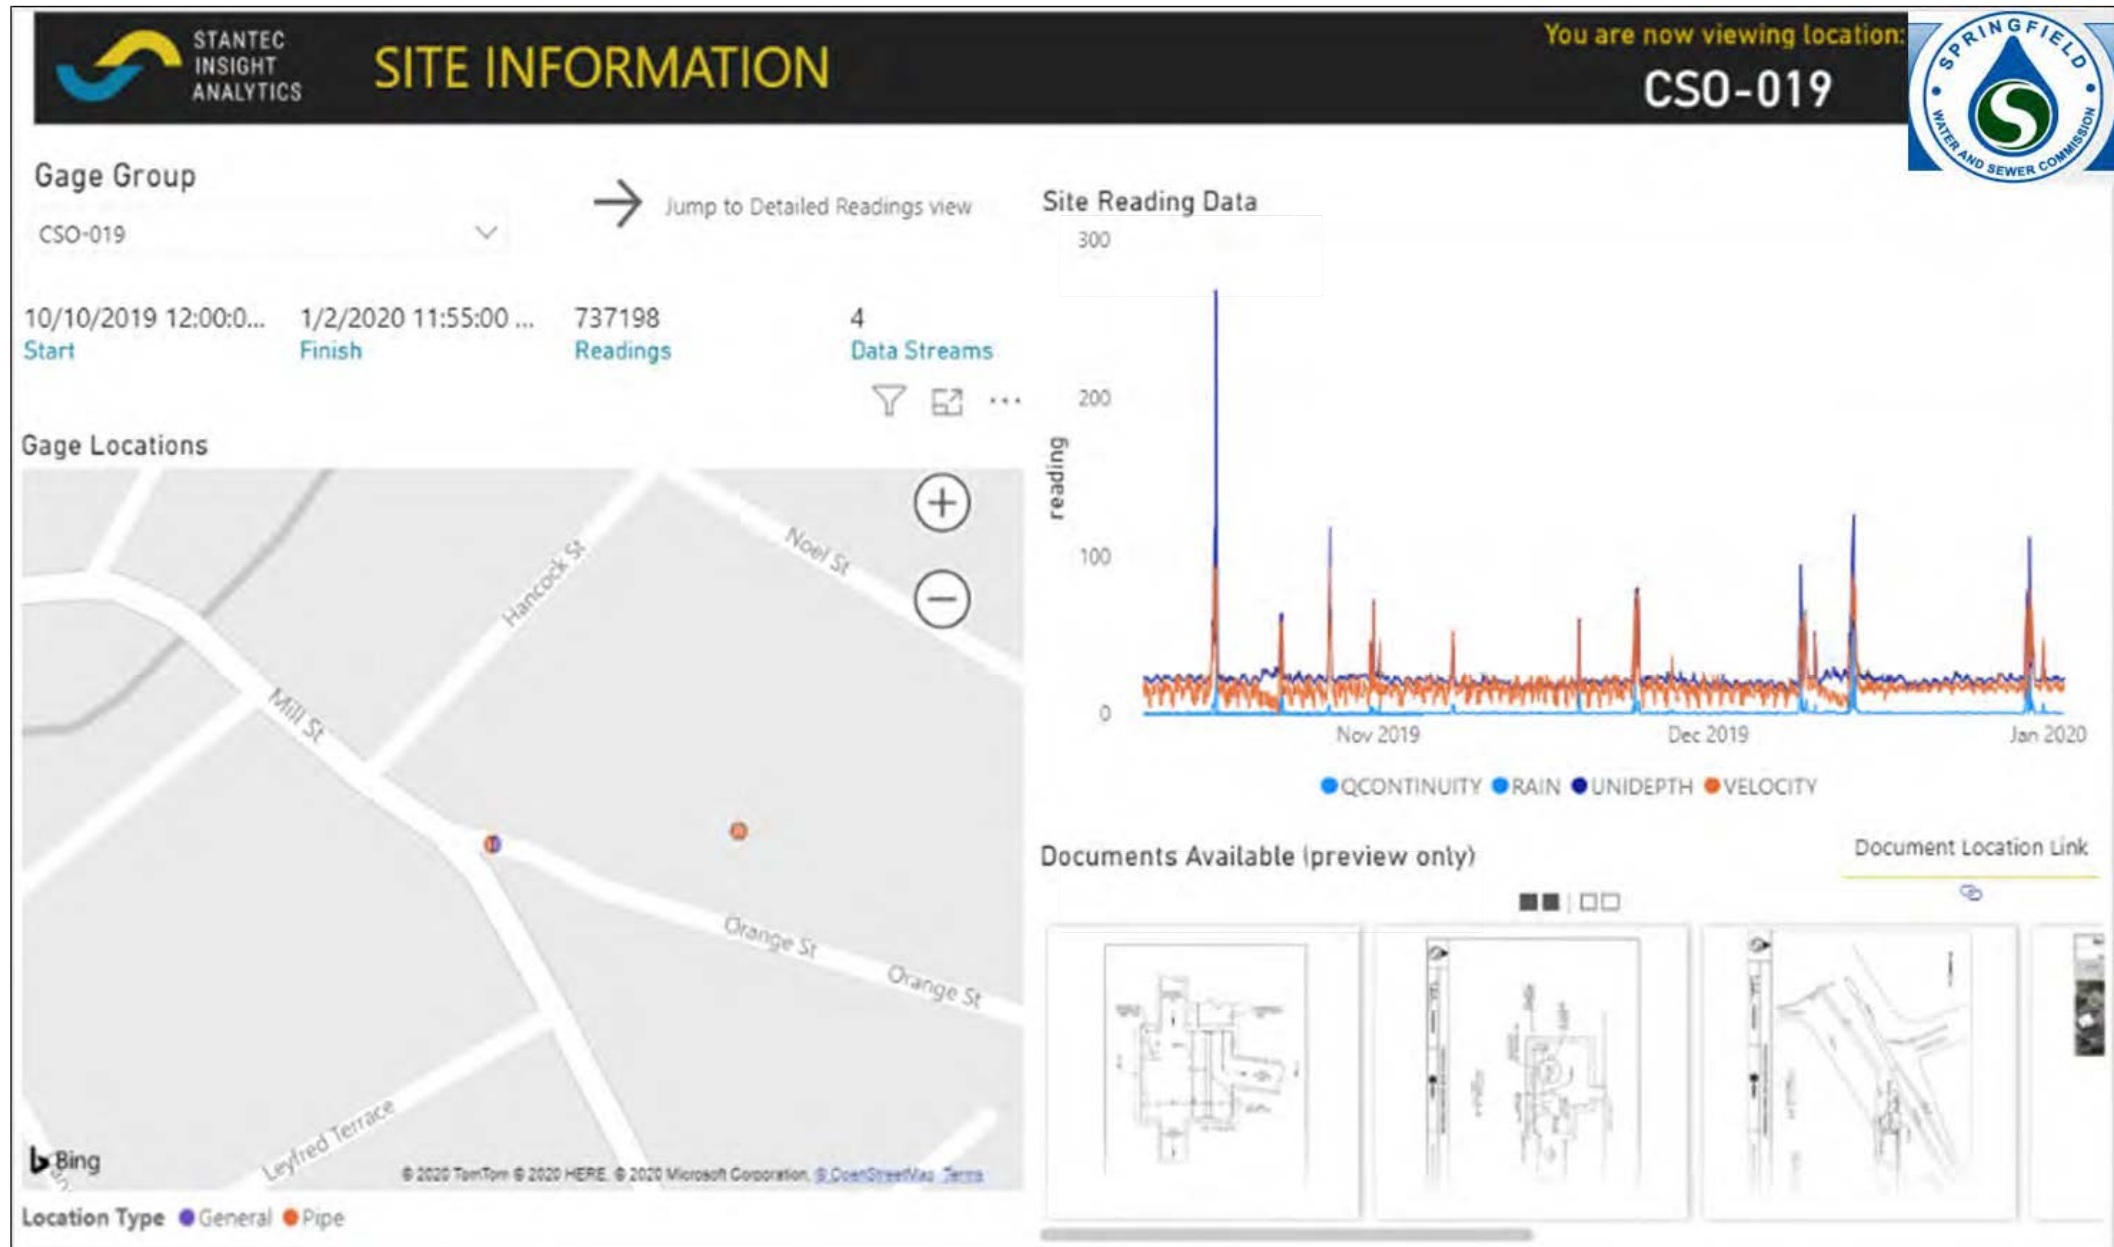 STANTEC
INSIGHT
ANALYTICS
SITE INFORMATION
You are now viewing location:
CSO-019
SPRINGFIELD
WATER AND SEWER COMMISSION
Gage Group
CSO-019
Jump to Detailed Readings view
10/10/2019 12:00:0...
Start
1/2/2020 11:55:00 ...
Finish
737198
Readings
4
Data Streams
Gage Locations
Hancock St
Noel St
Mill St
Orange St
Orange St
Leyfred Terrace
Bing
© 2020 TomTom © 2020 HERE, © 2020 Microsoft Corporation, © OpenStreetMap Terms
Location Type General Pipe
Site Reading Data
300
200
100
0
reading
Nov 2019
Dec 2019
Jan 2020
QCONTINUITY RAIN UNIDEPTH VELOCITY
Documents Available (preview only)
Document Location Link